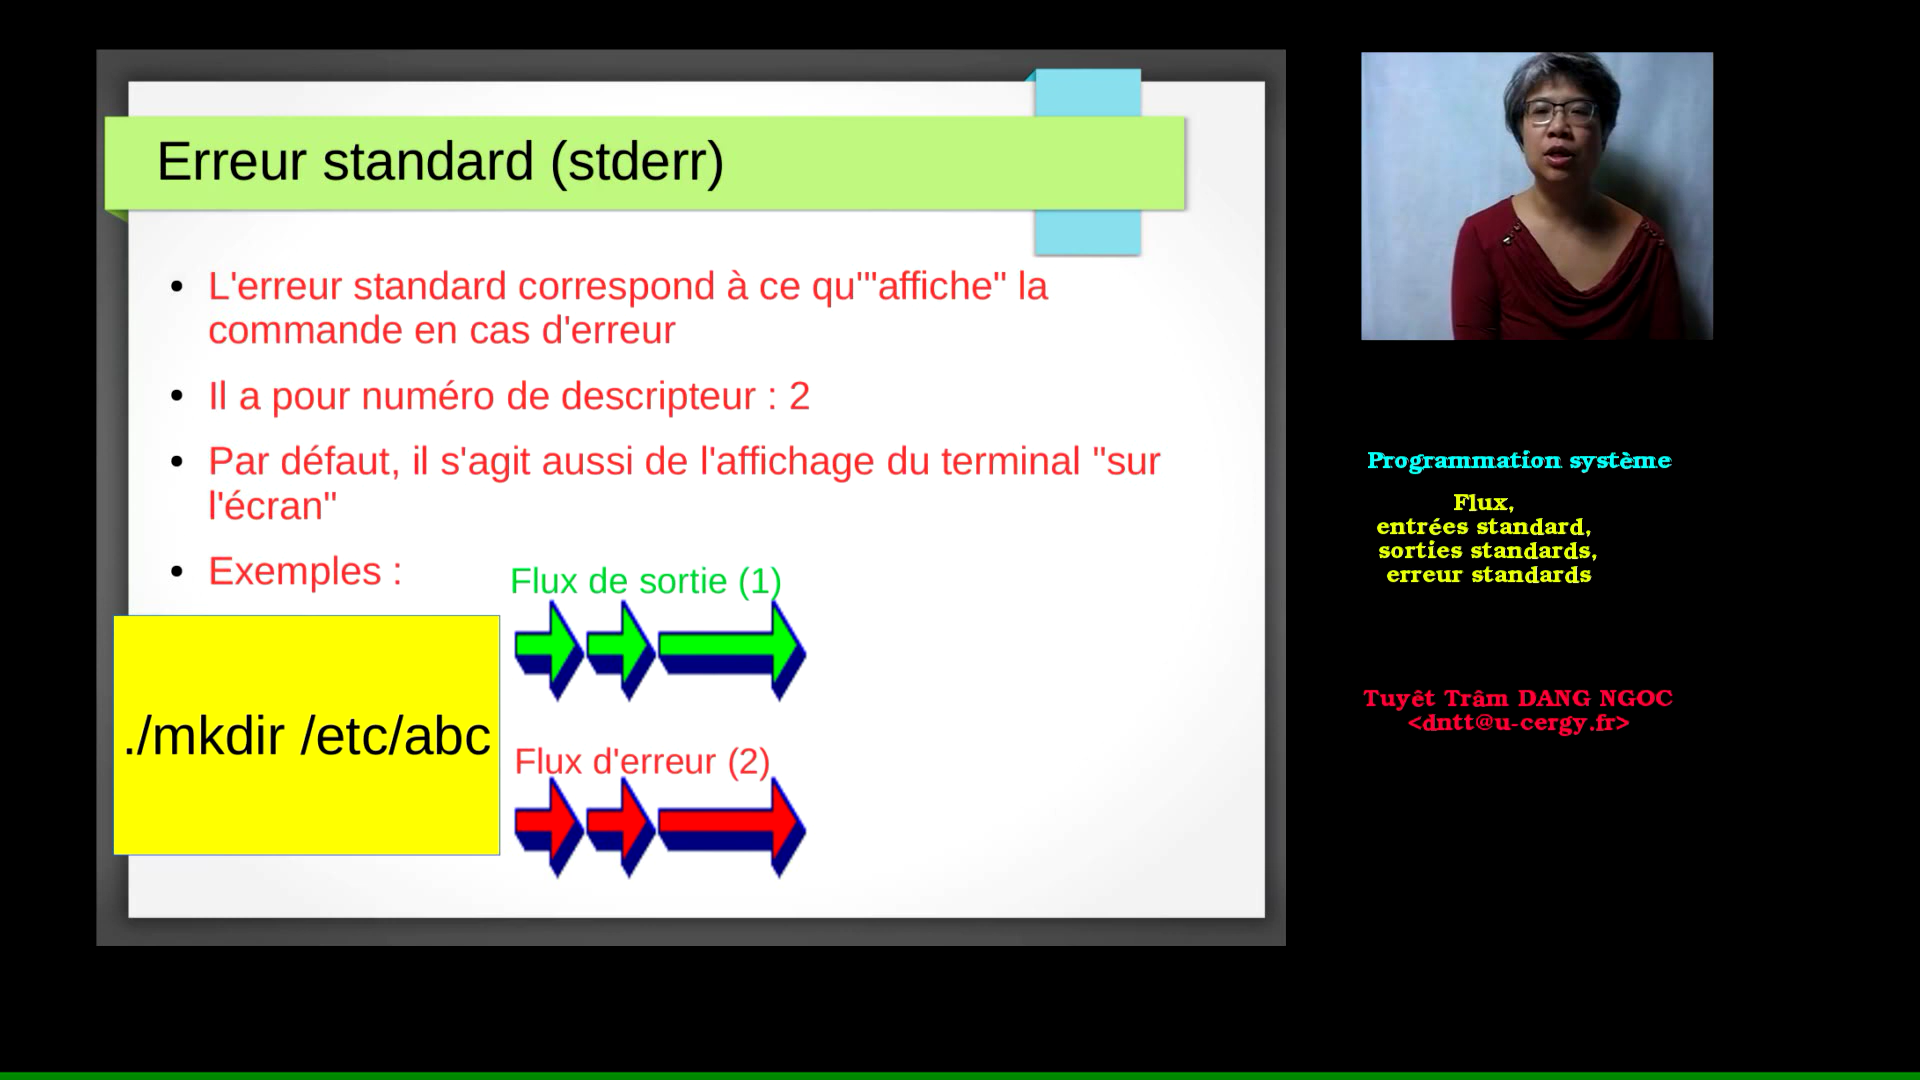 Erreur standard (stderr)
• L'erreur standard correspond à ce qu'"affiche" la
commande en cas d'erreur
• Il a pour numéro de descripteur : 2
• Par défaut, il s'agit aussi de l'affichage du terminal "sur
l'écran"
• Exemples :
Flux de sortie (1)
./mkdir /etc/abc
Flux d'erreur (2)
Programmation système
Flux,
entrées standard,
sorties standards,
erreur standards
Tuyêt Trâm DANG NGOC
<dntt@u-cergy.fr>